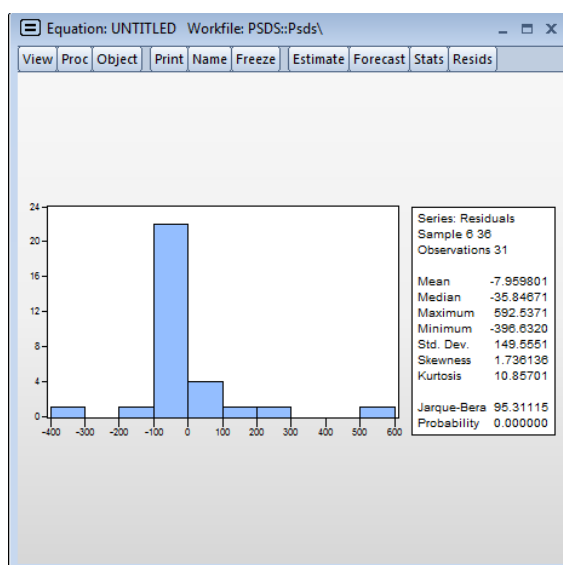 Equation: UNTITLED Workfile: PSDS::Psds\
View Proc Object Print Name Freeze Estimate Forecast Stats Resids
24
20
16
12
8
4
0
-400 -300 -200 -100 0 100 200 300 400 500 600
Series: Residuals
Sample 6 36
Observations 31
Mean -7.959801
Median -35.84671
Maximum 592.5371
Minimum -396.6320
Std. Dev. 149.5551
Skewness 1.736136
Kurtosis 10.85701
Jarque-Bera 95.31115
Probability 0.000000